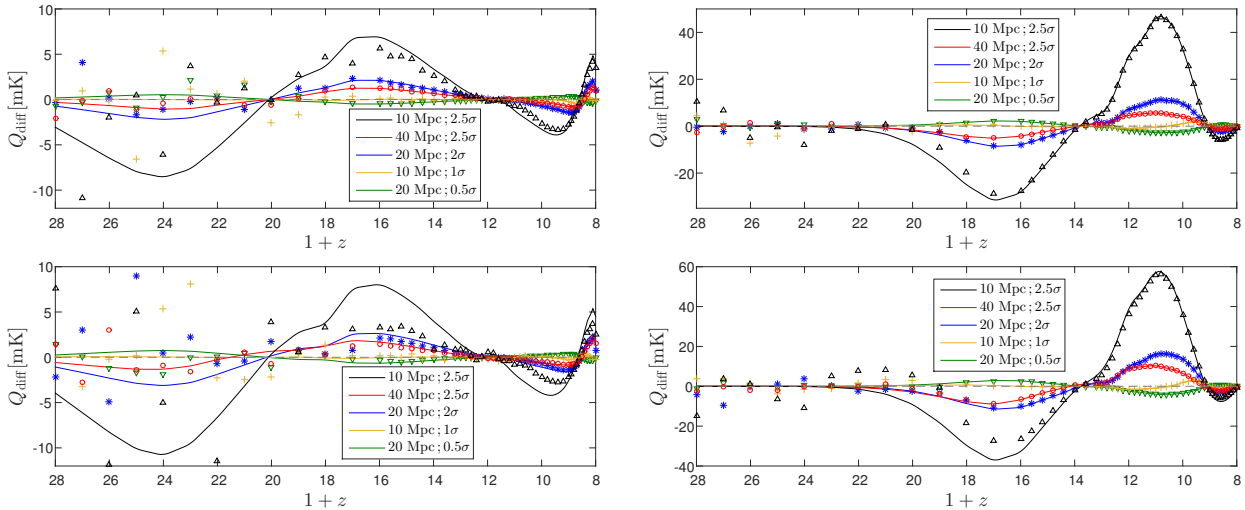 Q_diff [mK]
10
5
0
-5
-10
28 26 24 22 20 18 16 14 12 10 8
1 + z
10 Mpc ; 2.5σ
40 Mpc ; 2.5σ
20 Mpc ; 2σ
10 Mpc ; 1σ
20 Mpc ; 0.5σ
Q_diff [mK]
40
20
0
-20
28 26 24 22 20 18 16 14 12 10 8
1 + z
10 Mpc ; 2.5σ
40 Mpc ; 2.5σ
20 Mpc ; 2σ
10 Mpc ; 1σ
20 Mpc ; 0.5σ
Q_diff [mK]
10
5
0
-5
-10
28 26 24 22 20 18 16 14 12 10 8
1 + z
10 Mpc ; 2.5σ
40 Mpc ; 2.5σ
20 Mpc ; 2σ
10 Mpc ; 1σ
20 Mpc ; 0.5σ
Q_diff [mK]
60
40
20
0
-20
-40
28 26 24 22 20 18 16 14 12 10 8
1 + z
10 Mpc ; 2.5σ
40 Mpc ; 2.5σ
20 Mpc ; 2σ
10 Mpc ; 1σ
20 Mpc ; 0.5σ